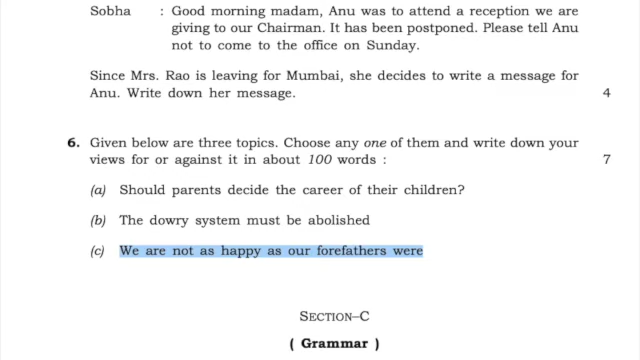 Sobha : Good morning madam, Anu was to attend a reception we are
giving to our Chairman. It has been postponed. Please tell Anu
not to come to the office on Sunday.
Since Mrs. Rao is leaving for Mumbai, she decides to write a message for
Anu. Write down her message. 4
6. Given below are three topics. Choose any one of them and write down your
views for or against it in about 100 words : 7
(a) Should parents decide the career of their children?
(b) The dowry system must be abolished
(c) We are not as happy as our forefathers were
SECTION–C
( Grammar )